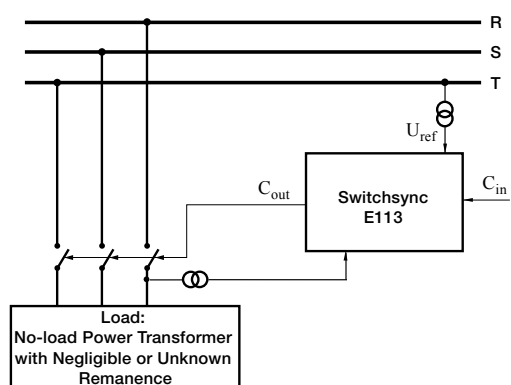 R
S
T
U_ref
C_out
C_in
Switchsync
E113
Load:
No-load Power Transformer
with Negligible or Unknown
Remanence